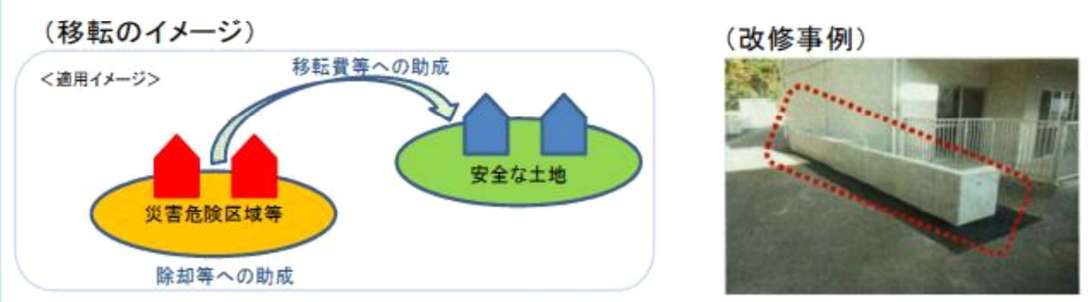 （移転のイメージ）
＜適用イメージ＞
移転費等への助成
安全な土地
災害危険区域等
除却等への助成
（改修事例）